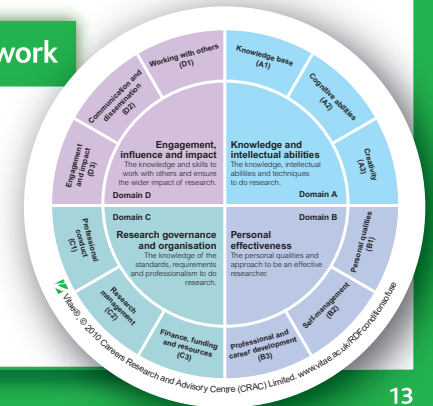 work
Working with others
(D1)
Knowledge base
(A1)
Communication and
dissemination
(D2)
Cognitive abilities
(A2)
Engagement
and impact
(D3)
Creativity
(A3)
Engagement,
influence and impact
The knowledge and skills to
work with others and ensure
the wider impact of research.
Domain D
Knowledge and
intellectual abilities
The knowledge, intellectual
abilities and techniques
to do research.
Domain A
Domain C
Research governance
and organisation
The knowledge of the
standards, requirements
and professionalism to do
research.
Domain B
Personal
effectiveness
The personal qualities and
approach to be an effective
researcher.
Professional
conduct
(C1)
Personal qualities
(B1)
Research
management
(C2)
Self-management
(B2)
Finance, funding
and resources
(C3)
Professional and
career development
(B3)
Vitae®, © 2010 Careers Research and Advisory Centre (CRAC) Limited. www.vitae.ac.uk/RDFconditionsofuse
13